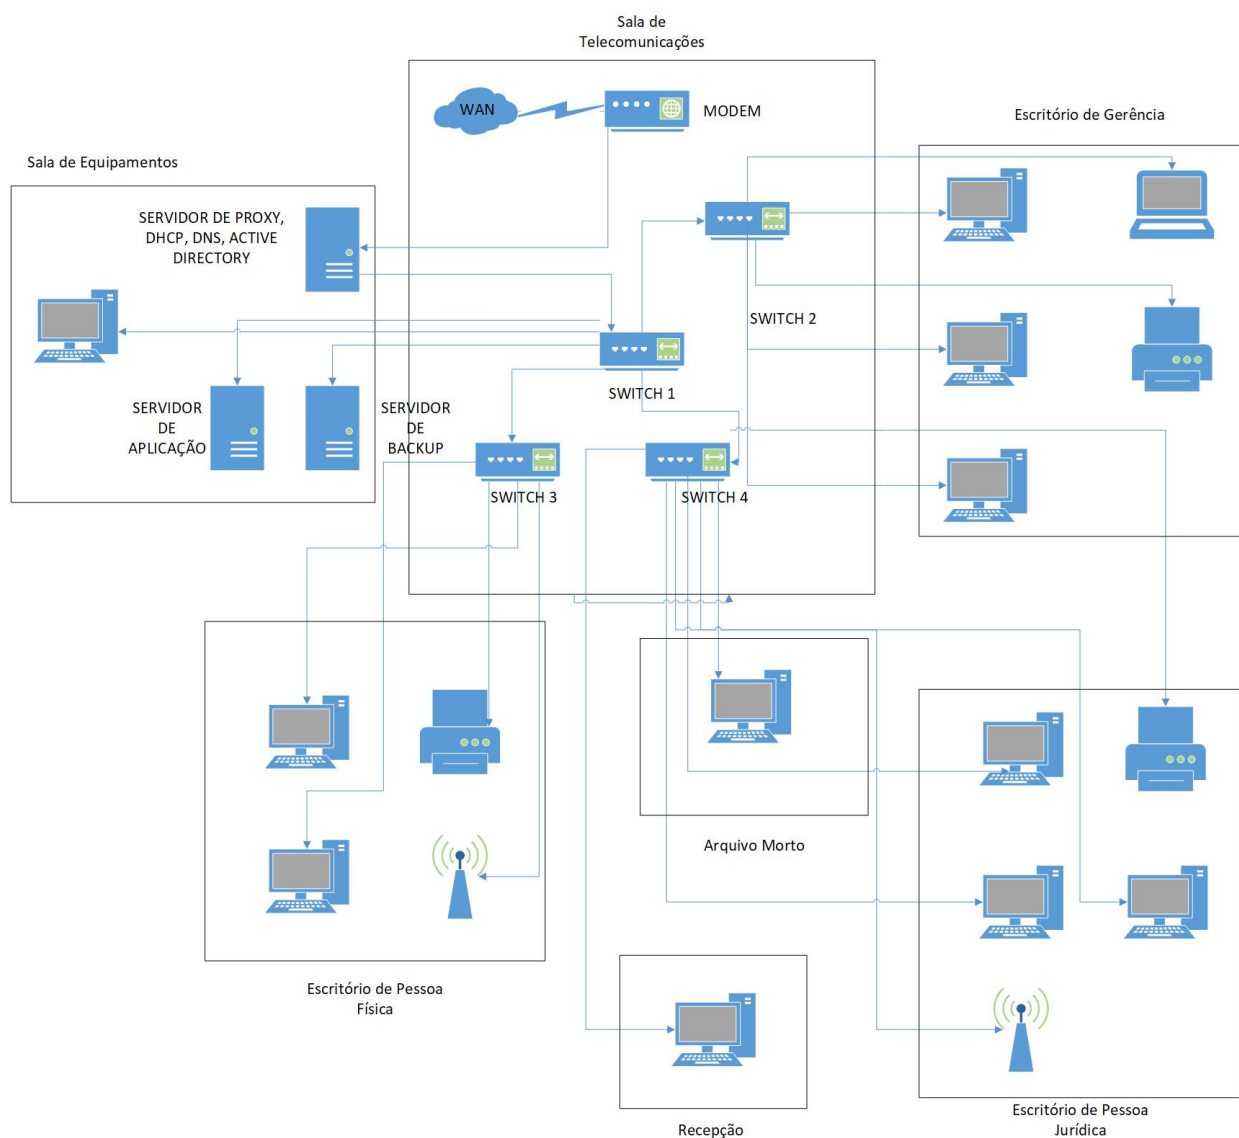 Sala de
Telecomunicações
WAN
MODEM
Escritório de Gerência
Sala de Equipamentos
SERVIDOR DE PROXY,
DHCP, DNS, ACTIVE
DIRECTORY
SWITCH 2
SWITCH 1
SERVIDOR
DE
APLICAÇÃO
SERVIDOR
DE
BACKUP
SWITCH 3
SWITCH 4
Arquivo Morto
Escritório de Pessoa
Física
Recepção
Escritório de Pessoa
Jurídica